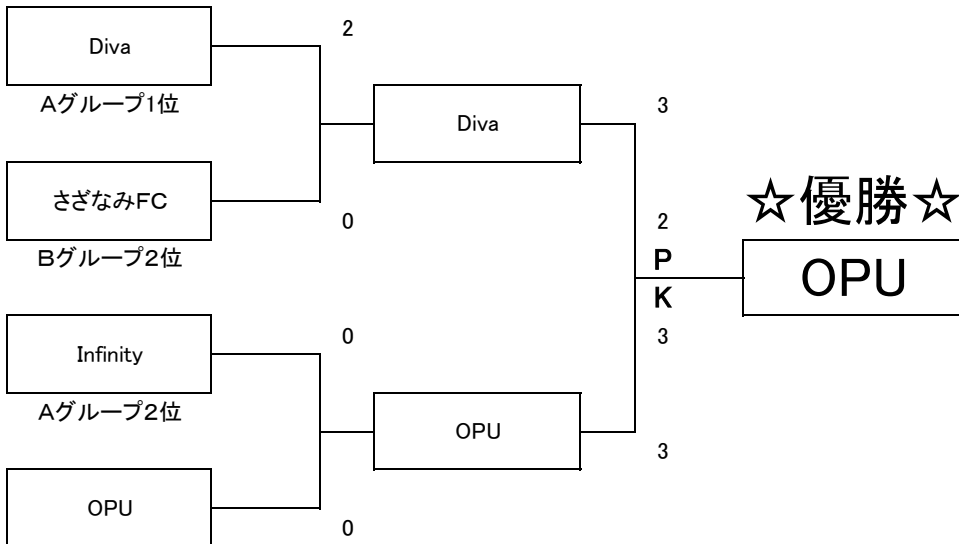 Diva
2
Aグループ1位
Diva
3
さざなみFC
0
Bグループ2位
2
PK
3
☆優勝☆
OPU
Infinity
0
Aグループ2位
OPU
3
OPU
0